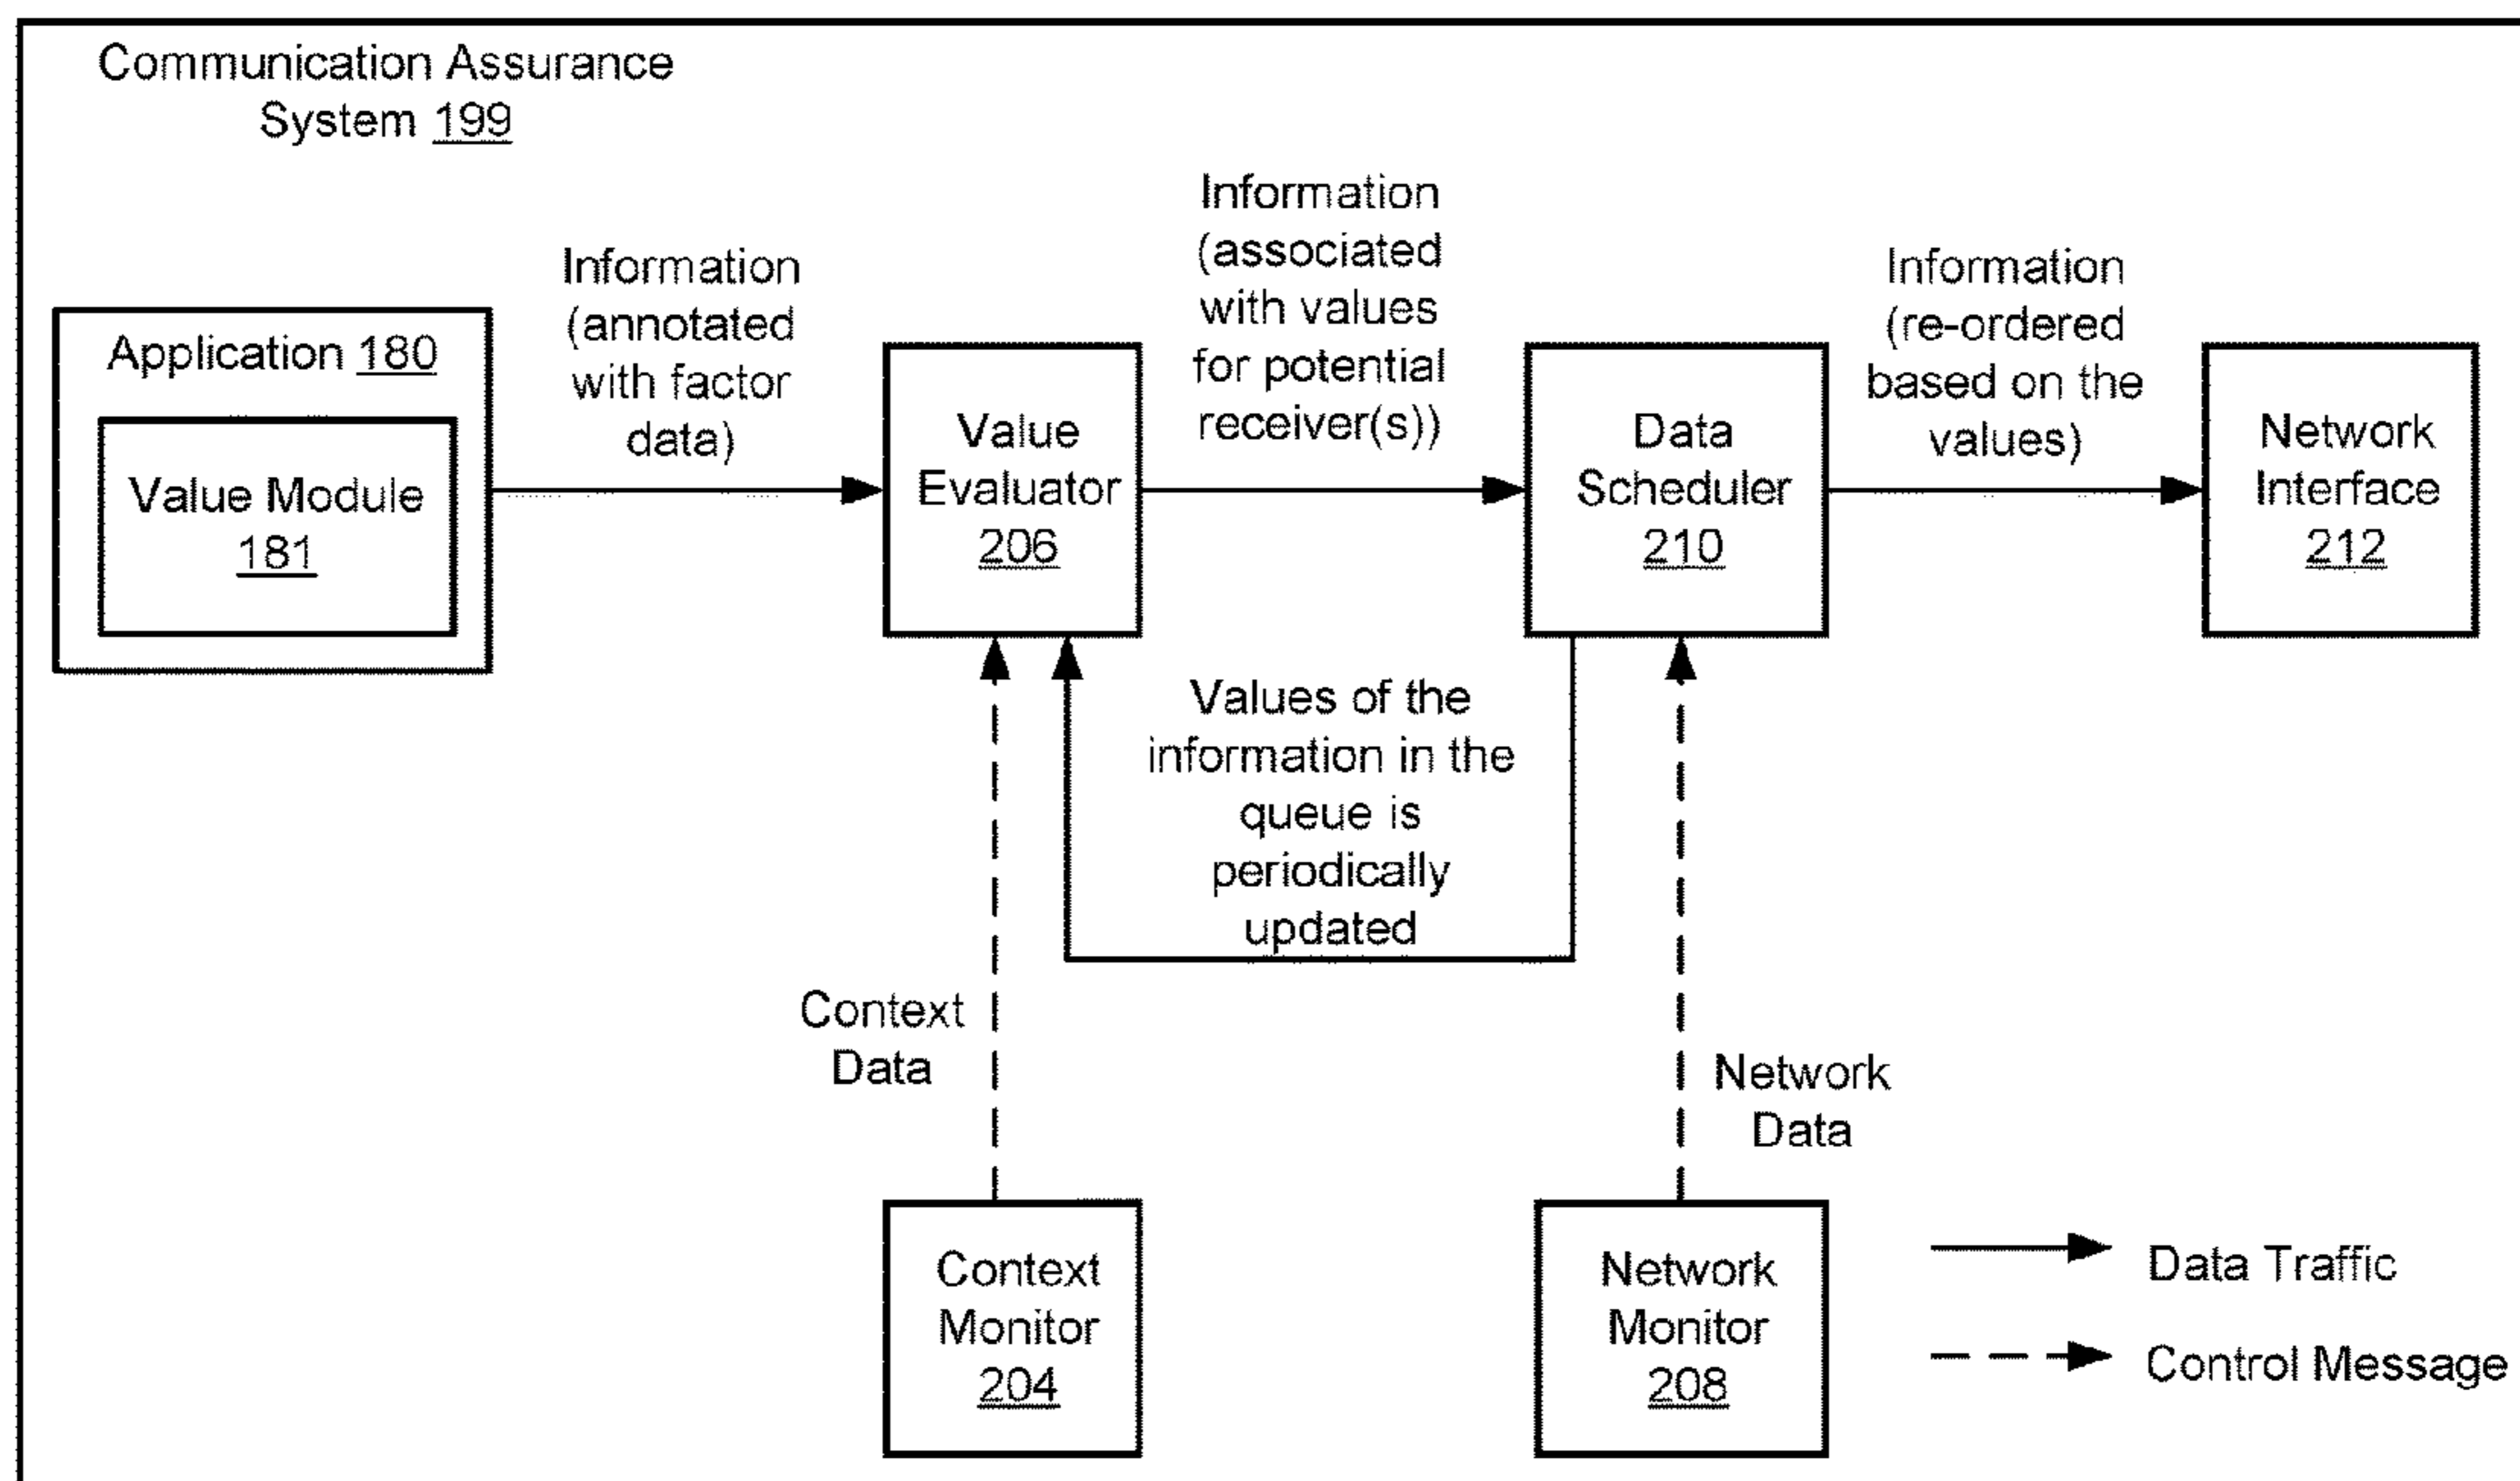 Communication Assurance
System 199
Application 180
Value Module
181
Information
(annotated
with factor
data)
Value
Evaluator
206
Information
(associated
with values
for potential
receiver(s))
Data
Scheduler
210
Information
(re-ordered
based on the
values)
Network
Interface
212
Values of the
information in the
queue is
periodically
updated
Context
Data
Network
Data
Context
Monitor
204
Network
Monitor
208
Data Traffic
Control Message